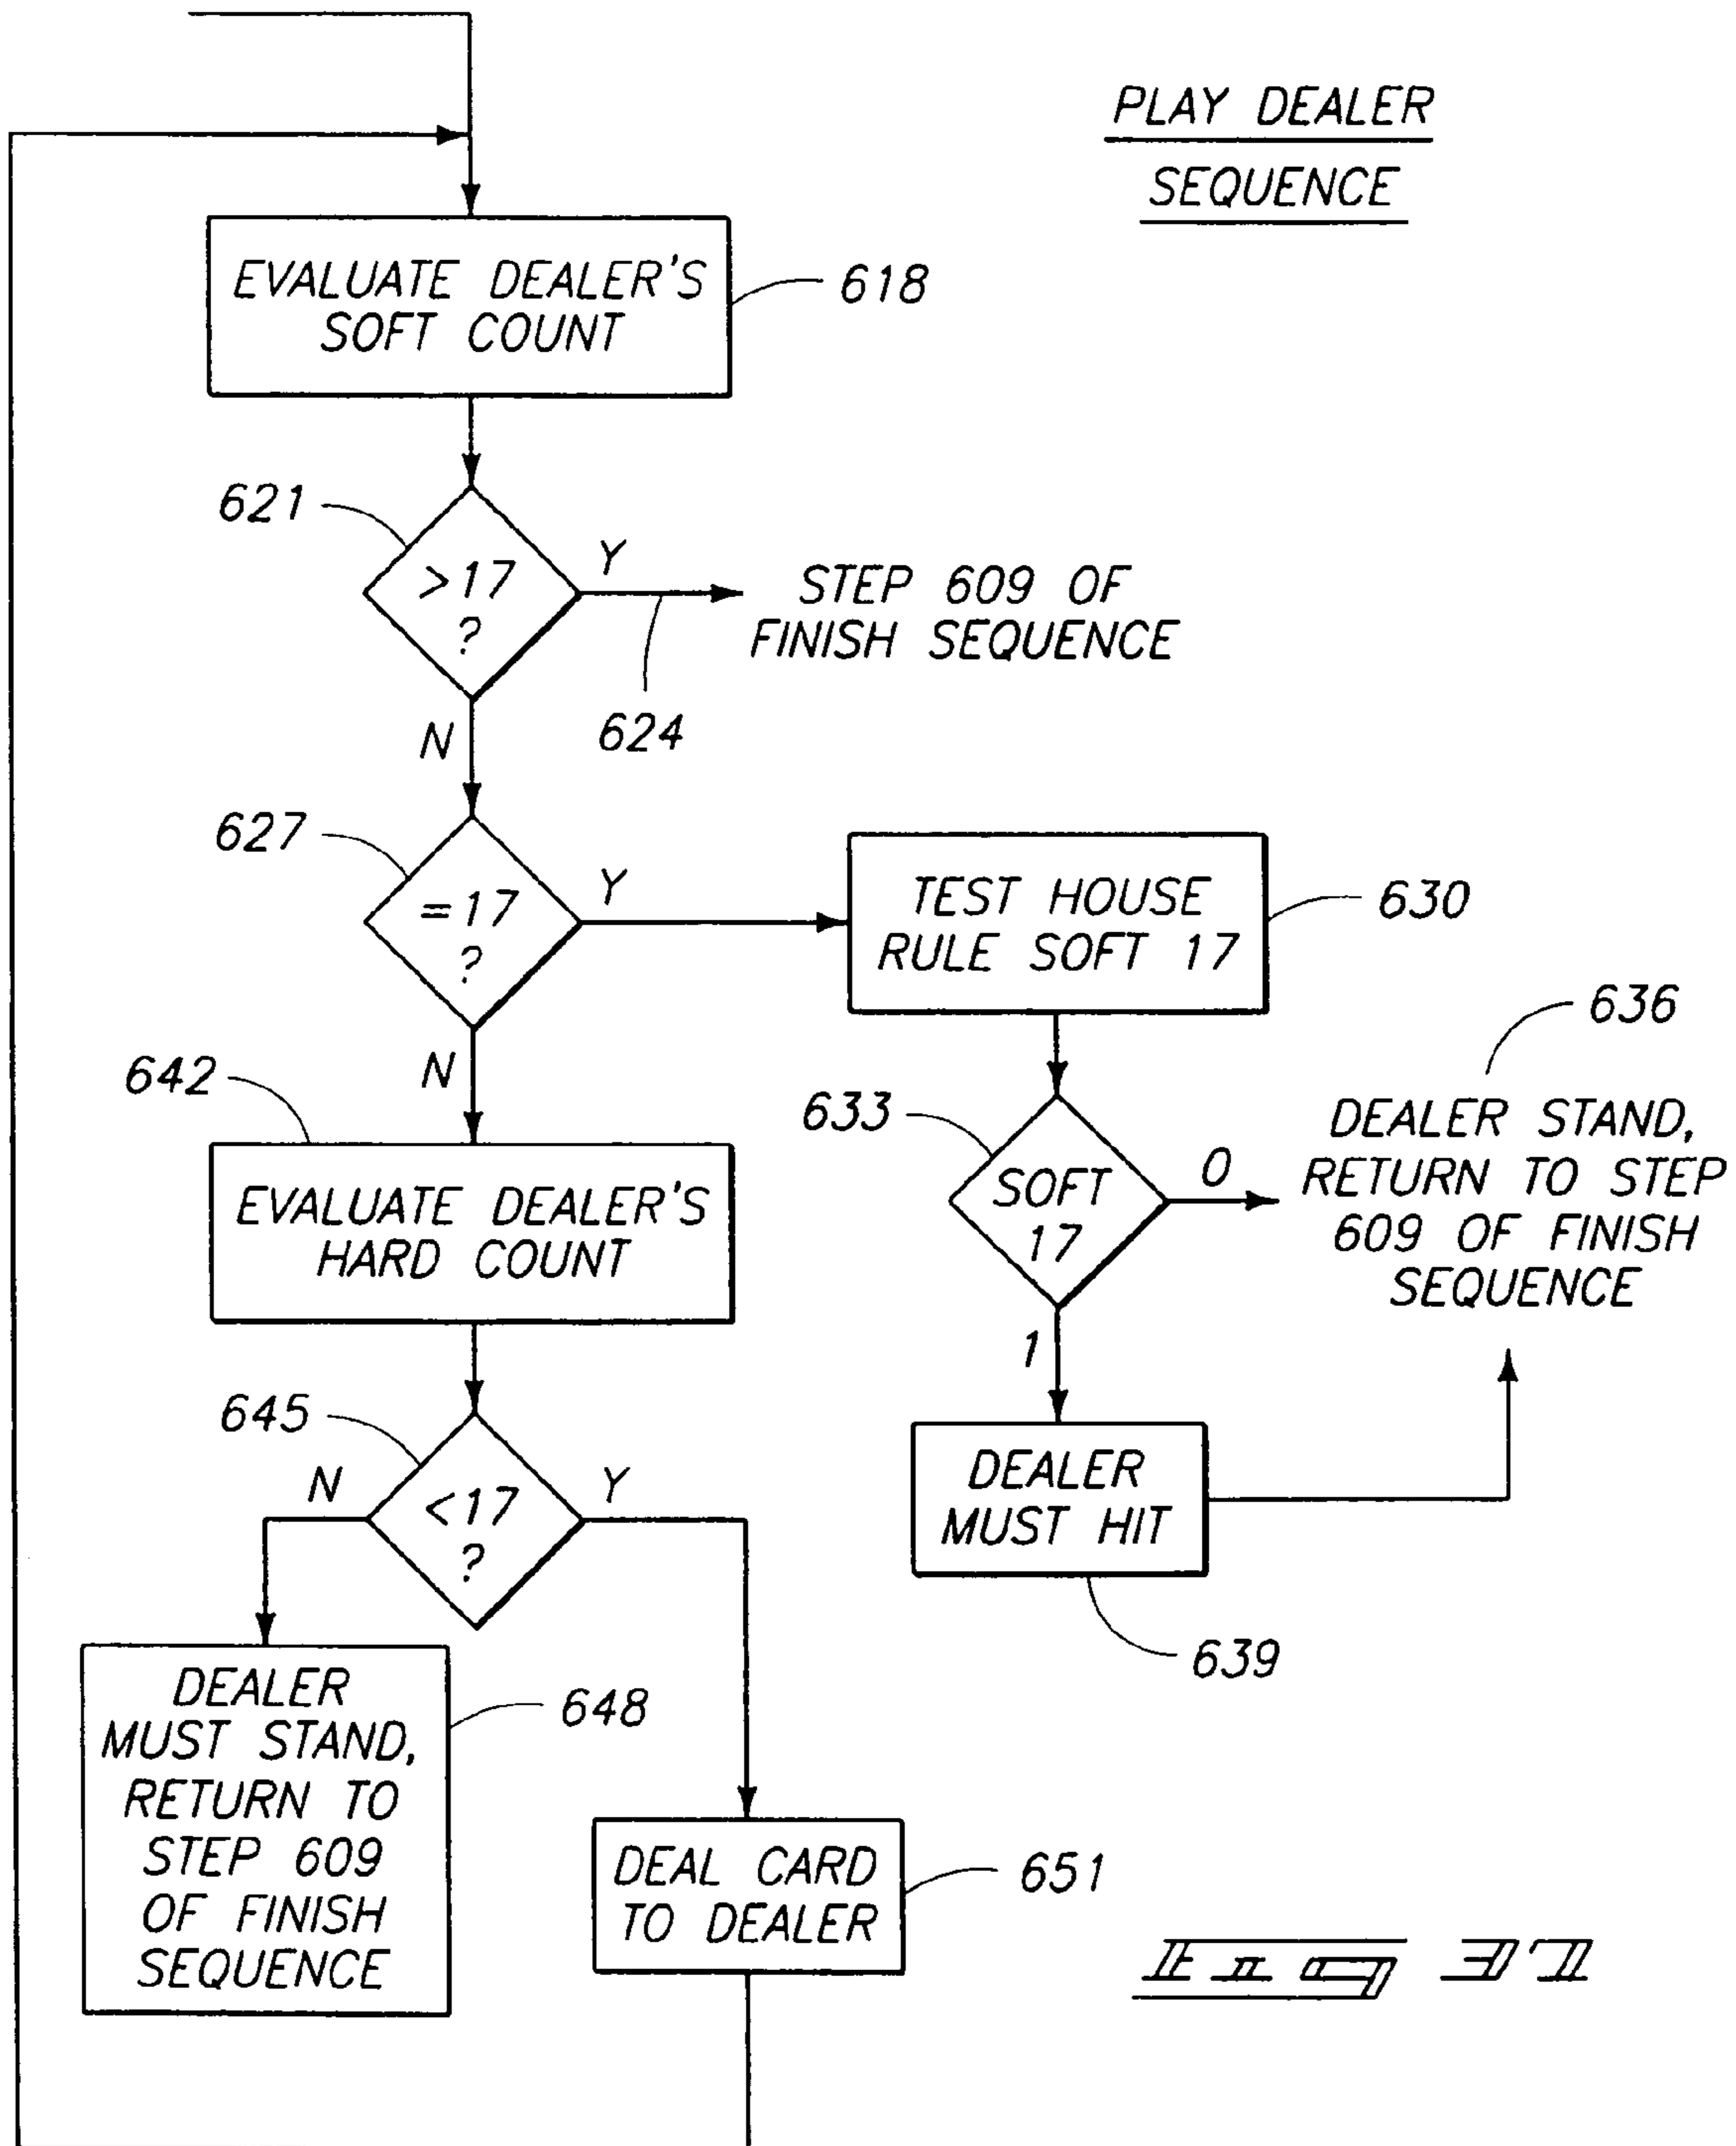 PLAY DEALER
SEQUENCE
EVALUATE DEALER'S
SOFT COUNT
618
621
>17
?
Y
STEP 609 OF
FINISH SEQUENCE
624
N
627
=17
?
Y
TEST HOUSE
RULE SOFT 17
630
N
636
642
633
DEALER STAND,
RETURN TO STEP
609 OF FINISH
SEQUENCE
SOFT
17
0
EVALUATE DEALER'S
HARD COUNT
1
645
N
<17
?
Y
DEALER
MUST HIT
639
DEALER
MUST STAND,
RETURN TO
STEP 609
OF FINISH
SEQUENCE
648
DEAL CARD
TO DEALER
651